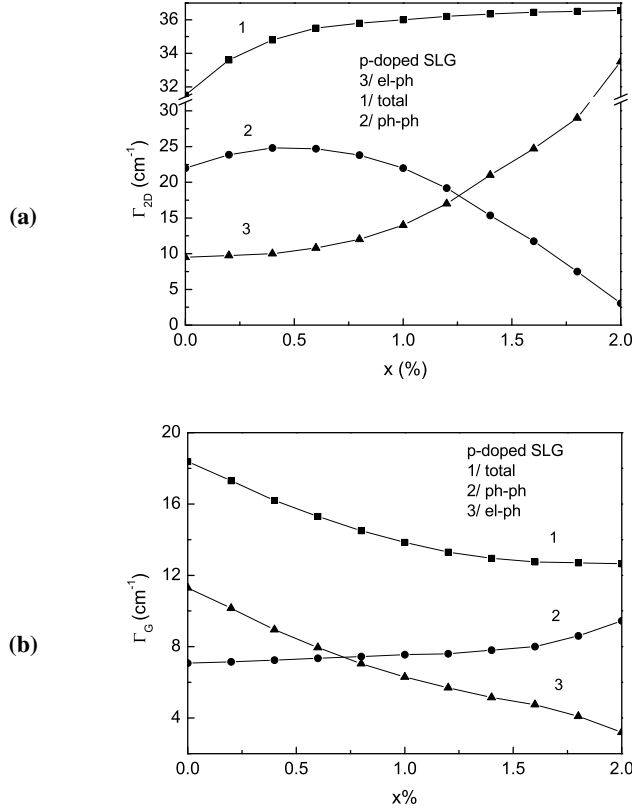 (a)
36
34
32
25
20
15
10
5
0
Γ2D (cm-1)
1
2
3
p-doped SLG
3/ el-ph
1/ total
2/ ph-ph
0.0 0.5 1.0 1.5 2.0
x (%)
(b)
20
16
12
8
4
ΓG (cm-1)
p-doped SLG
1/ total
2/ ph-ph
3/ el-ph
1
2
3
0.0 0.5 1.0 1.5 2.0
x%